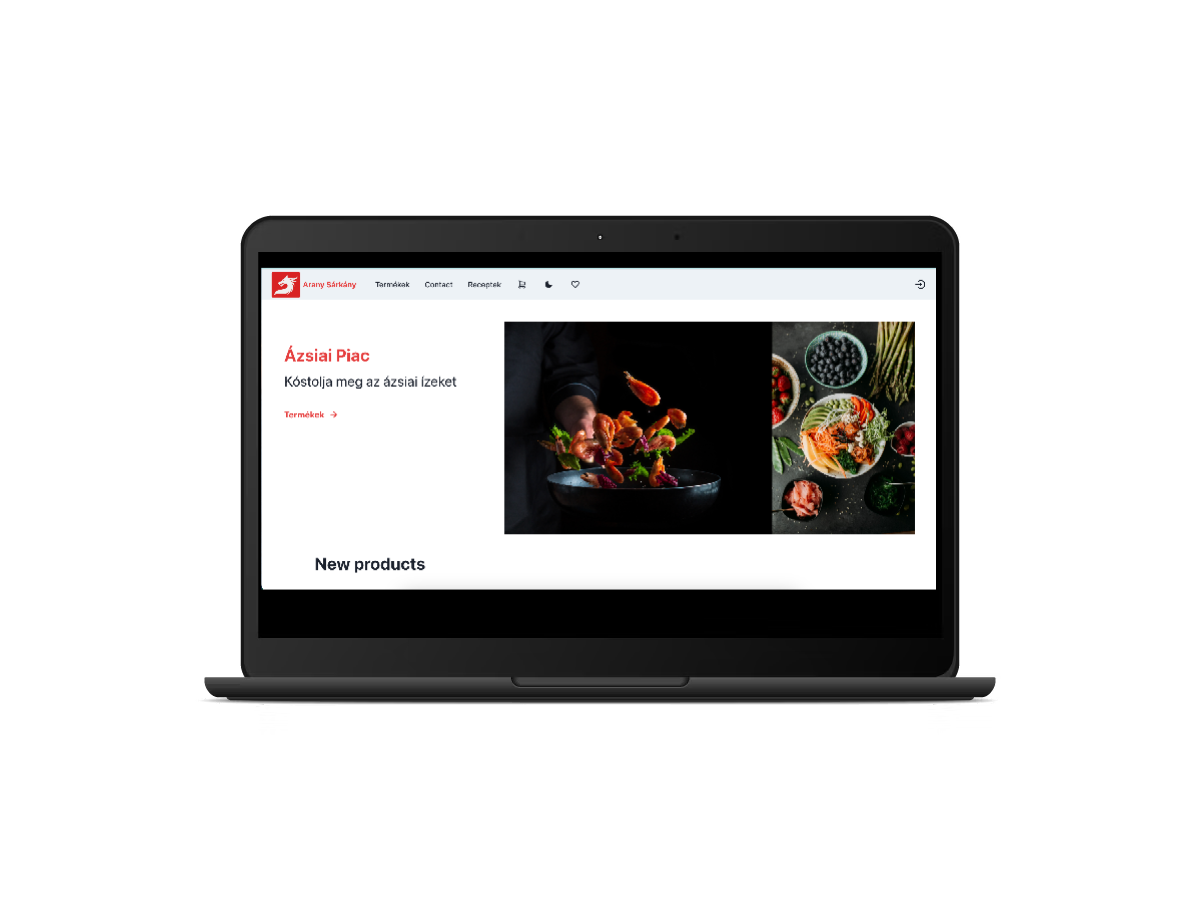 Arany Sárkány Termékek Contact Receptek
Ázsiai Piac
Kóstolja meg az ázsiai ízeket
Termékek →
New products